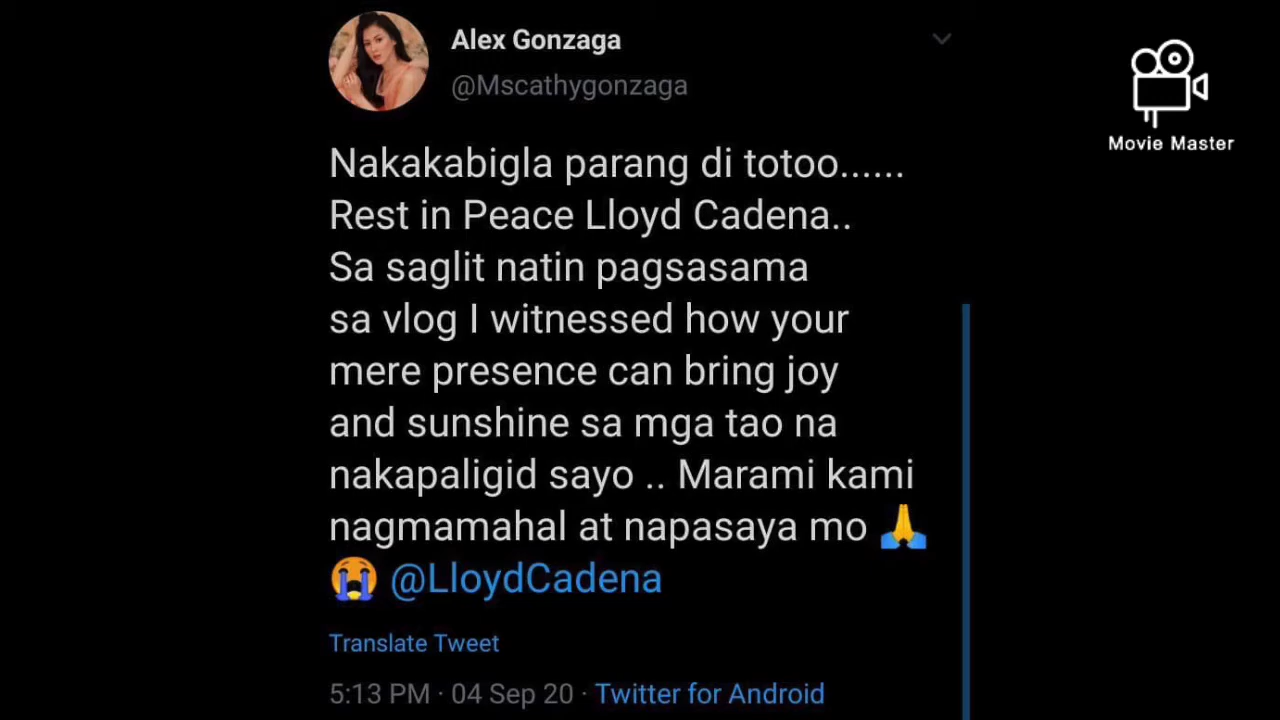 Alex Gonzaga
@Mscathygonzaga
Movie Master
Nakakabigla parang di totoo......
Rest in Peace Lloyd Cadena..
Sa saglit natin pagsasama
sa vlog I witnessed how your
mere presence can bring joy
and sunshine sa mga tao na
nakapaligid sayo .. Marami kami
nagmamahal at napasaya mo 🙏
😭 @LloydCadena
Translate Tweet
5:13 PM · 04 Sep 20 · Twitter for Android